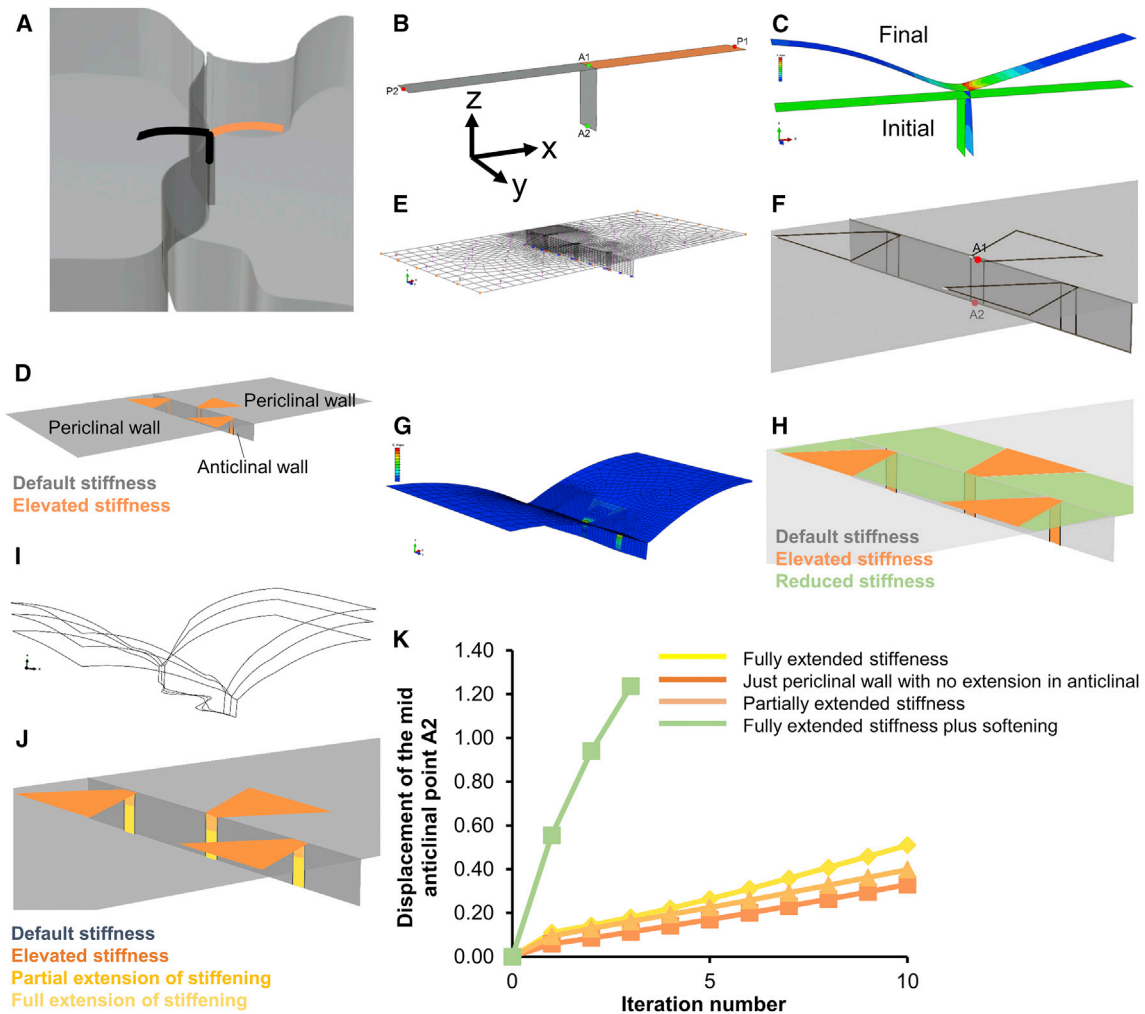 A
B
P1
A1
P2
A2
z
x
y
C
Final
Initial
E
F
A1
A2
D
Periclinal wall
Periclinal wall
Anticlinal wall
Default stiffness
Elevated stiffness
G
H
Default stiffness
Elevated stiffness
Reduced stiffness
I
J
Default stiffness
Elevated stiffness
Partial extension of stiffening
Full extension of stiffening
K
Displacement of the mid
anticlinal point A2
1.40
1.20
1.00
0.80
0.60
0.40
0.20
0.00
0
5
10
Iteration number
Fully extended stiffeness
Just periclinal wall with no extension in anticlinal
Partially extended stiffness
Fully extended stiffness plus softening